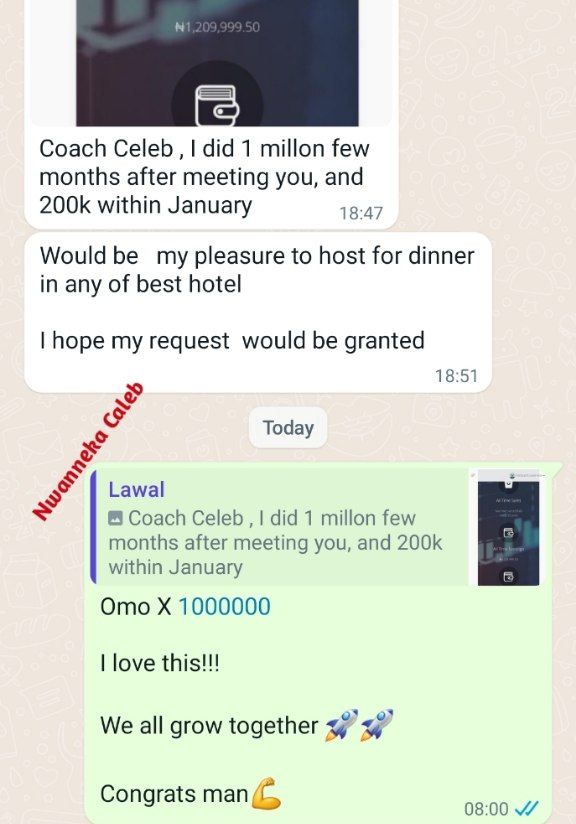 ₦1,209,999.50
Coach Celeb , I did 1 millon few
months after meeting you, and
200k within January
18:47
Would be my pleasure to host for dinner
in any of best hotel
I hope my request would be granted
18:51
Nwanneka Caleb
Today
Lawal
Coach Celeb , I did 1 millon few
months after meeting you, and 200k
within January
Omo X 1000000
I love this!!!
We all grow together 🚀🚀
Congrats man💪
08:00